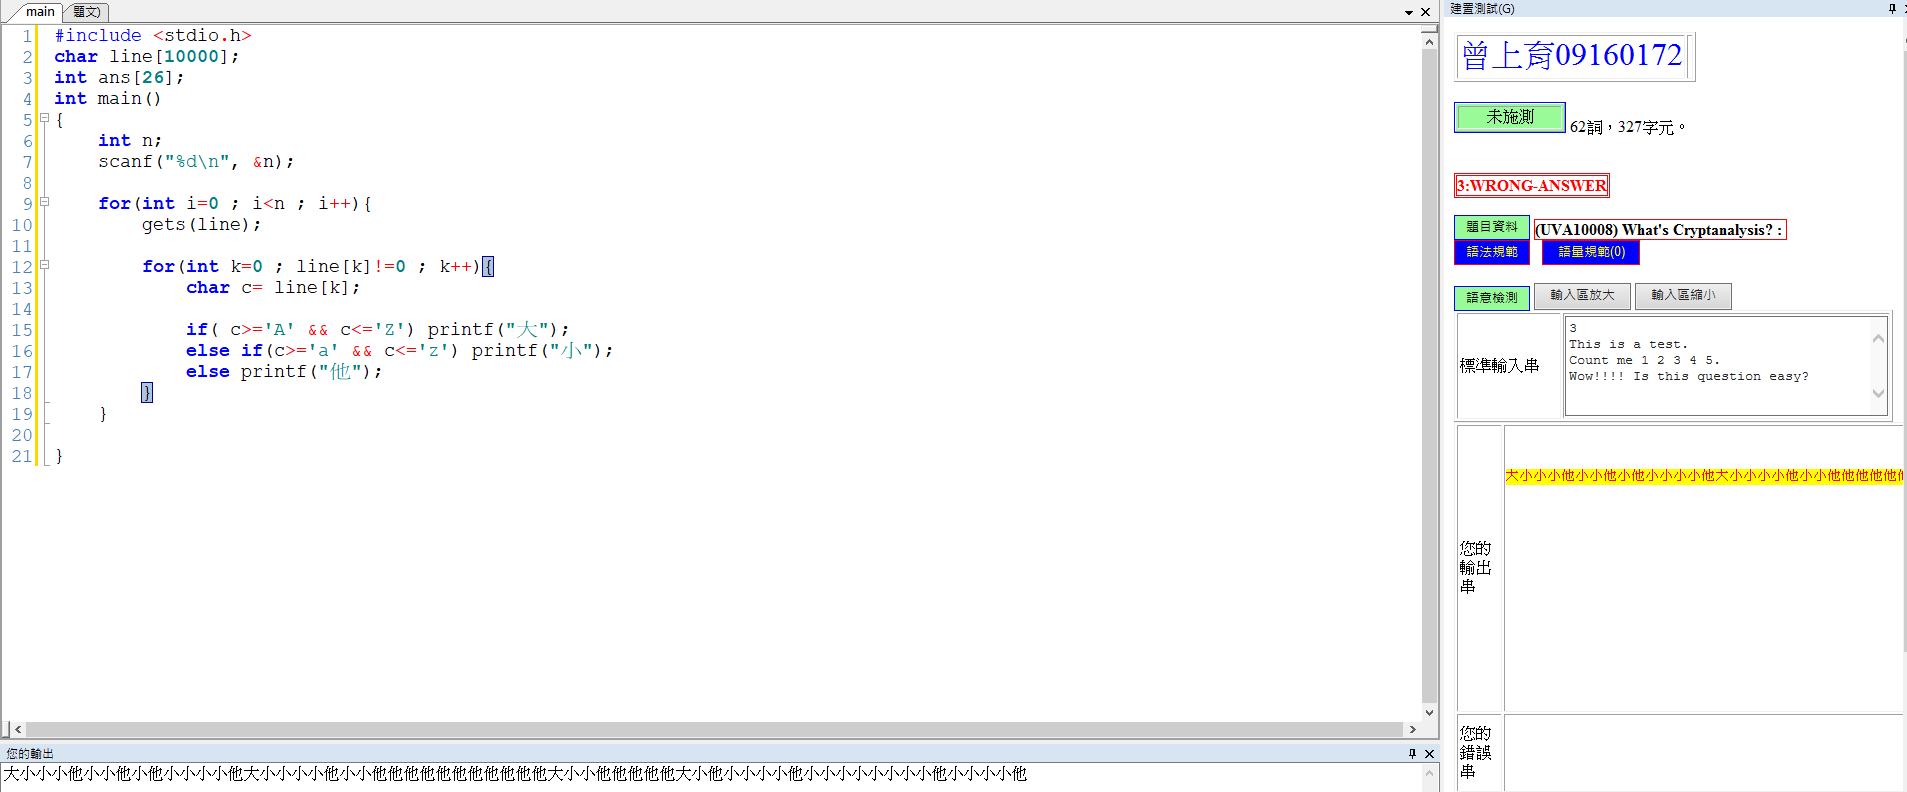 main 題文)
1 #include <stdio.h>
2 char line[10000];
3 int ans[26];
4 int main()
5 {
6 int n;
7 scanf("%d\n", &n);
8
9 for(int i=0 ; i<n ; i++){
10 gets(line);
11
12 for(int k=0 ; line[k]!=0 ; k++){
13 char c= line[k];
14
15 if( c>='A' && c<='Z') printf("大");
16 else if(c>='a' && c<='z') printf("小");
17 else printf("他");
18 }
19 }
20
21 }
您的輸出
大小小小他小小他小他小小小小他大小小小小他小小他他他他他他他他他他他大小小他他他他他大小他小小小小他小小小小小小小小他小小小小他
建置測試(G)
曾上育09160172
未施測 62詞，327字元。
3:WRONG-ANSWER
題目資料 (UVA10008) What's Cryptanalysis? :
語法規範 語量規範(0)
語意檢測 輸入區放大 輸入區縮小
標準輸入串
3
This is a test.
Count me 1 2 3 4 5.
Wow!!!! Is this question easy?
您的
輸出
串
大小小小他小小他小他小小小小他大小小小小他小小他他他他他
您的
錯誤
串